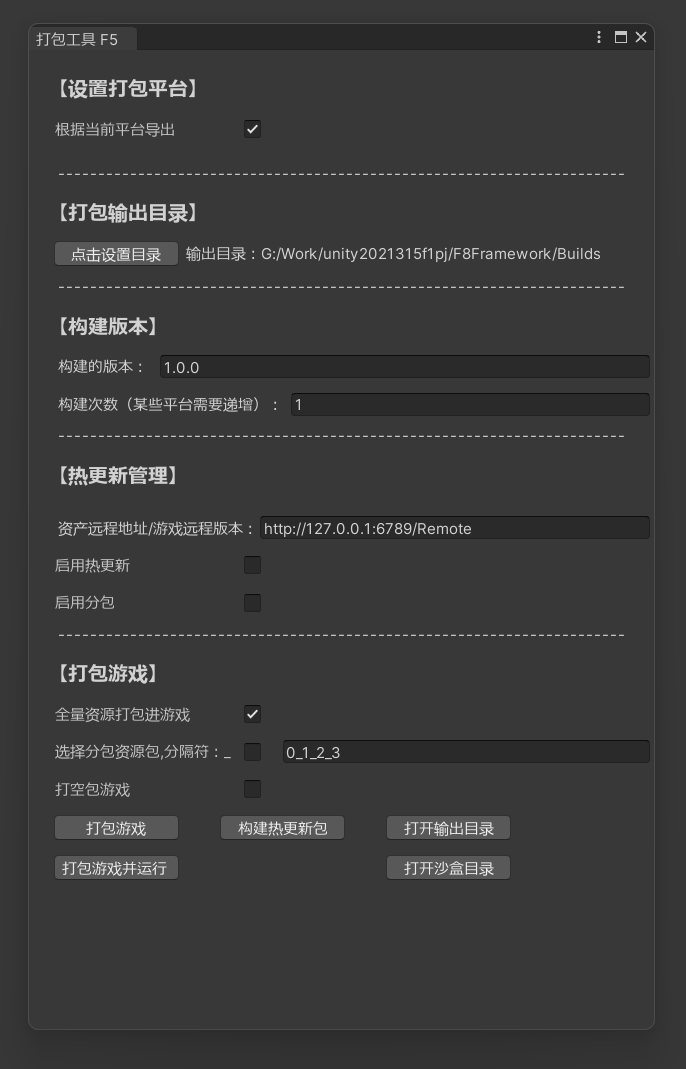 打包工具 F5
【设置打包平台】
根据当前平台导出
-----------------------------------------------------------------------
【打包输出目录】
点击设置目录 输出目录：G:/Work/unity2021315f1pj/F8Framework/Builds
-----------------------------------------------------------------------
【构建版本】
构建的版本： 1.0.0
构建次数（某些平台需要递增）： 1
-----------------------------------------------------------------------
【热更新管理】
资产远程地址/游戏远程版本： http://127.0.0.1:6789/Remote
启用热更新
启用分包
-----------------------------------------------------------------------
【打包游戏】
全量资源打包进游戏
选择分包资源包,分隔符：_ 0_1_2_3
打空包游戏
打包游戏 构建热更新包 打开输出目录
打包游戏并运行 打开沙盒目录